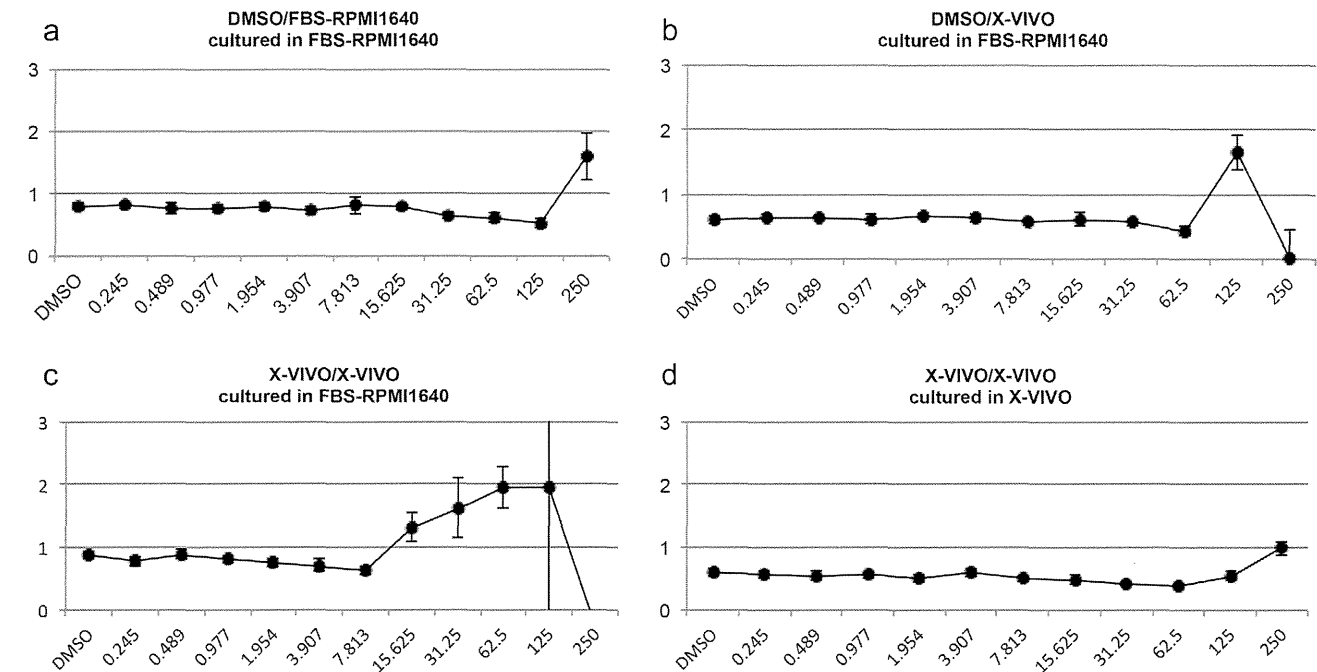 a
DMSO/FBS-RPMI1640
cultured in FBS-RPMI1640
3
2
1
0
DMSO 0.245 0.489 0.977 1.954 3.907 7.813 15.625 31.25 62.5 125 250
b
DMSO/X-VIVO
cultured in FBS-RPMI1640
3
2
1
0
DMSO 0.245 0.489 0.977 1.954 3.907 7.813 15.625 31.25 62.5 125 250
c
X-VIVO/X-VIVO
cultured in FBS-RPMI1640
3
2
1
0
DMSO 0.245 0.489 0.977 1.954 3.907 7.813 15.625 31.25 62.5 125 250
d
X-VIVO/X-VIVO
cultured in X-VIVO
3
2
1
0
DMSO 0.245 0.489 0.977 1.954 3.907 7.813 15.625 31.25 62.5 125 250